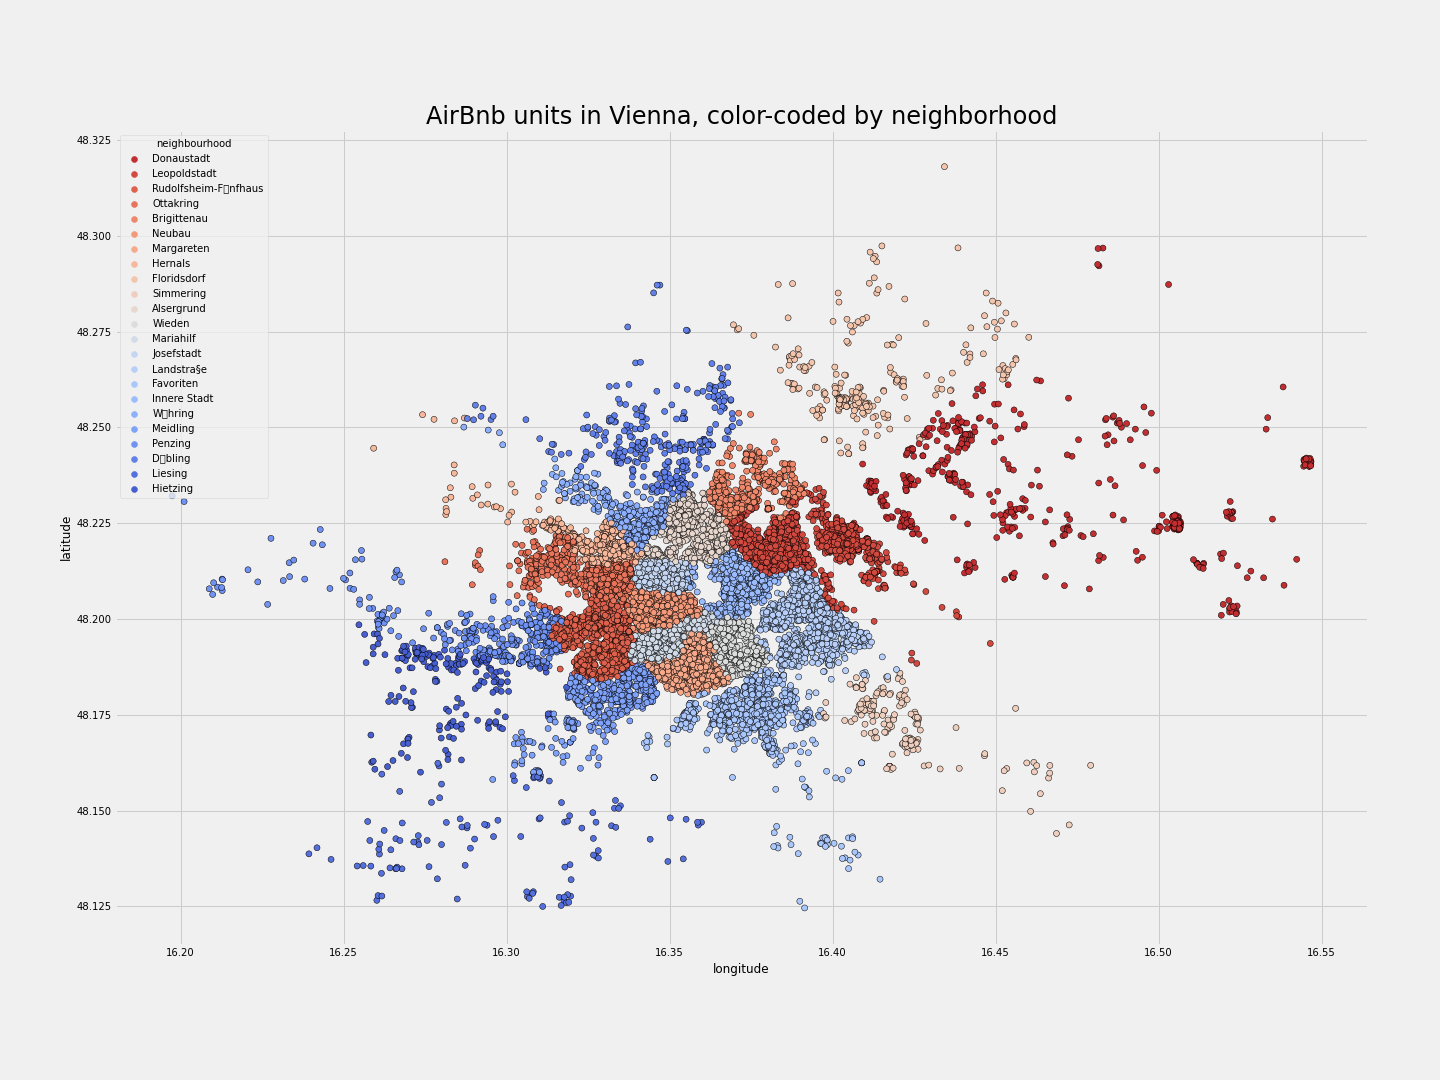 AirBnb units in Vienna, color-coded by neighborhood
48.325
48.300
48.275
48.250
48.225
48.200
48.175
48.150
48.125
latitude
neighbourhood
Donaustadt
Leopoldstadt
Rudolfsheim-F▯nfhaus
Ottakring
Brigittenau
Neubau
Margareten
Hernals
Floridsdorf
Simmering
Alsergrund
Wieden
Mariahilf
Josefstadt
Landstra§e
Favoriten
Innere Stadt
W▯hring
Meidling
Penzing
D▯bling
Liesing
Hietzing
16.20
16.25
16.30
16.35
16.40
16.45
16.50
16.55
longitude